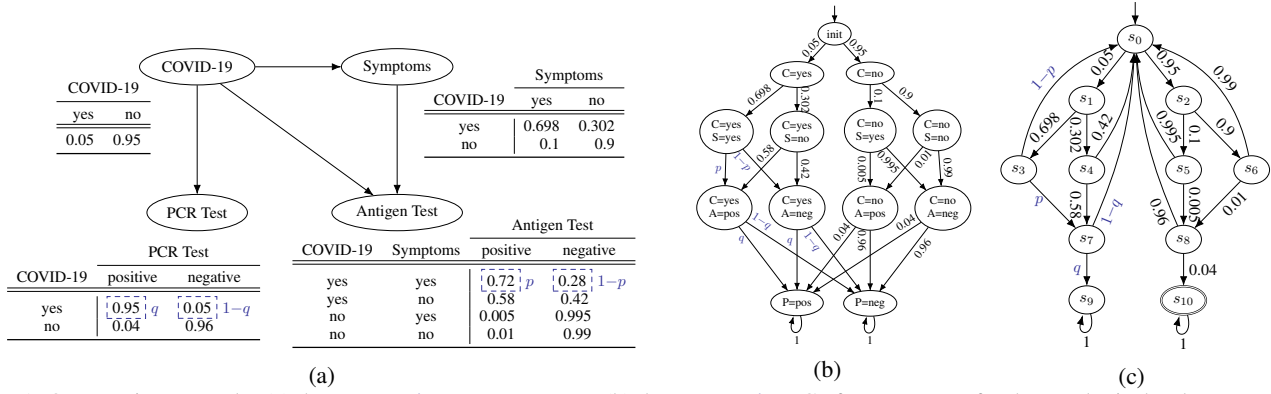 COVID-19
Symptoms
PCR Test
Antigen Test
COVID-19
yes no
0.05 0.95
Symptoms
COVID-19 yes no
yes 0.698 0.302
no 0.1 0.9
PCR Test
COVID-19 positive negative
yes 0.95 q 0.05 1−q
no 0.04 0.96
Antigen Test
COVID-19 Symptoms positive negative
yes yes 0.72 p 0.28 1−p
yes no 0.58 0.42
no yes 0.005 0.995
no no 0.01 0.99
(a)
init
0.05 0.95
C=yes C=no
0.698 0.302 0.1 0.9
C=yes S=yes
C=yes S=no
C=no S=yes
C=no S=no
p 1−p 0.58 0.42 0.005 0.995 0.01 0.99
C=yes A=pos
C=yes A=neg
C=no A=pos
C=no A=neg
q 1−q q 1−q 0.04 0.96 0.04 0.96
P=pos P=neg
1 1
(b)
s0
0.05 0.95
s1 s2
1−p 0.698 0.302 0.42 0.995 0.1 0.9 0.99
s3 s4 s5 s6
p 0.58 1−q 0.96 0.005 0.01
s7 s8
q 0.04
s9 s10
1 1
(c)